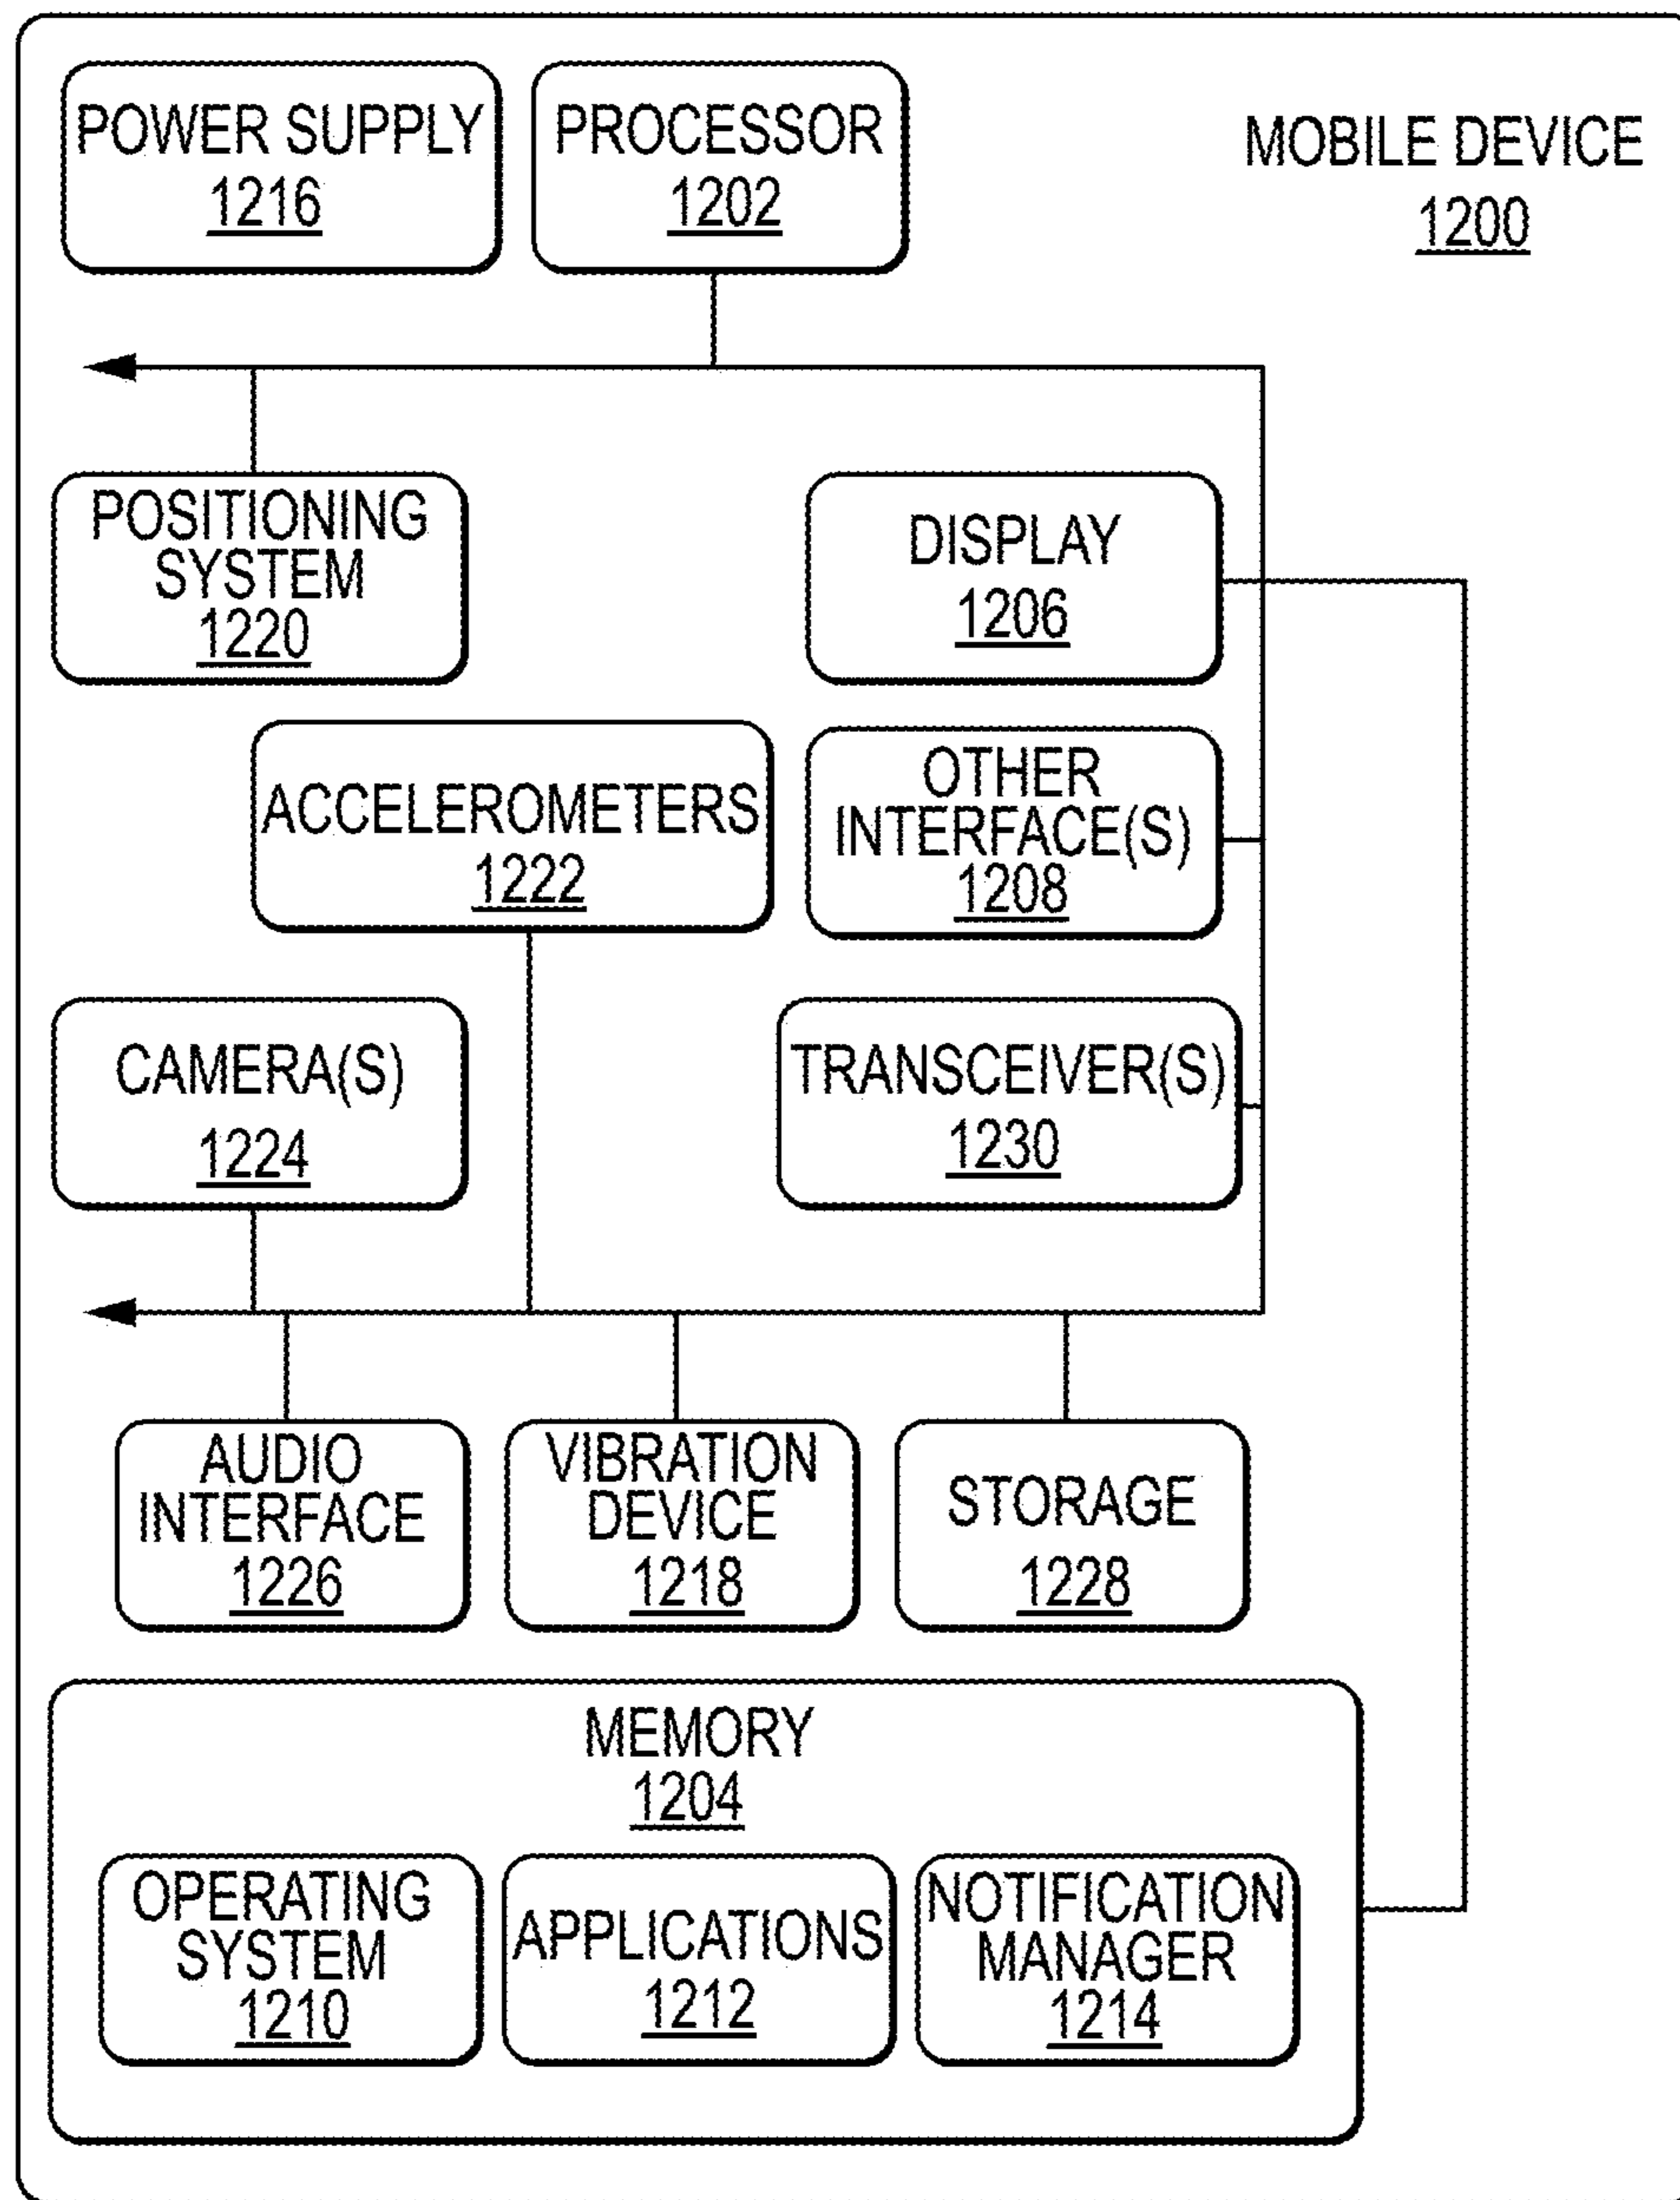 POWER SUPPLY
1216
PROCESSOR
1202
MOBILE DEVICE
1200
POSITIONING
SYSTEM
1220
DISPLAY
1206
ACCELEROMETERS
1222
OTHER
INTERFACE(S)
1208
CAMERA(S)
1224
TRANSCEIVER(S)
1230
AUDIO
INTERFACE
1226
VIBRATION
DEVICE
1218
STORAGE
1228
MEMORY
1204
OPERATING
SYSTEM
1210
APPLICATIONS
1212
NOTIFICATION
MANAGER
1214